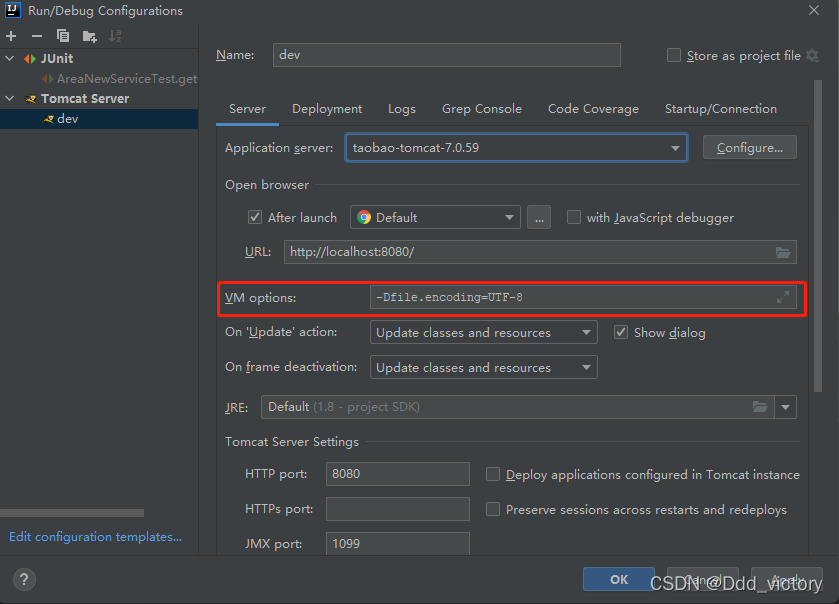 Run/Debug Configurations
JUnit
AreaNewServiceTest.get
Tomcat Server
dev
Name: dev Store as project file
Server Deployment Logs Grep Console Code Coverage Startup/Connection
Application server: taobao-tomcat-7.0.59 Configure...
Open browser
After launch Default ... with JavaScript debugger
URL: http://localhost:8080/
VM options: -Dfile.encoding=UTF-8
On 'Update' action: Update classes and resources Show dialog
On frame deactivation: Update classes and resources
JRE: Default (1.8 - project SDK)
Tomcat Server Settings
HTTP port: 8080 Deploy applications configured in Tomcat instance
HTTPs port: Preserve sessions across restarts and redeploys
JMX port: 1099
Edit configuration templates...
? OK Cancel Apply
CSDN @Ddd_victory